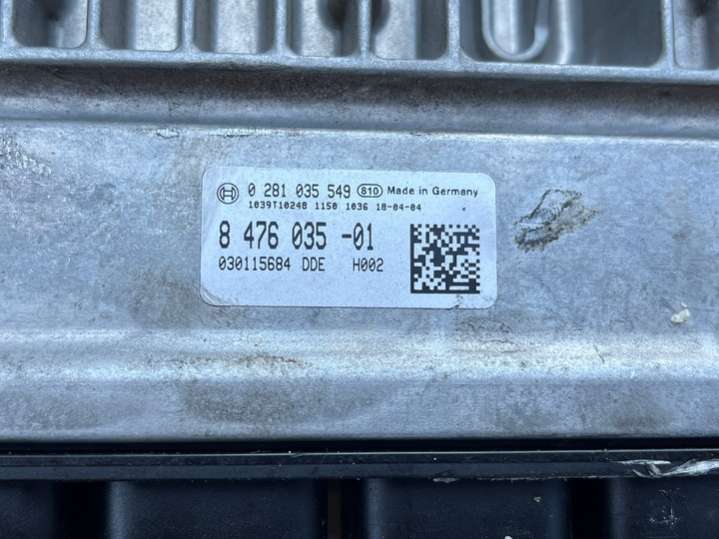 0 281 035 549 810 Made in Germany
1039T10248 1150 1036 18-04-04
8 476 035 -01
030115684 DDE H002